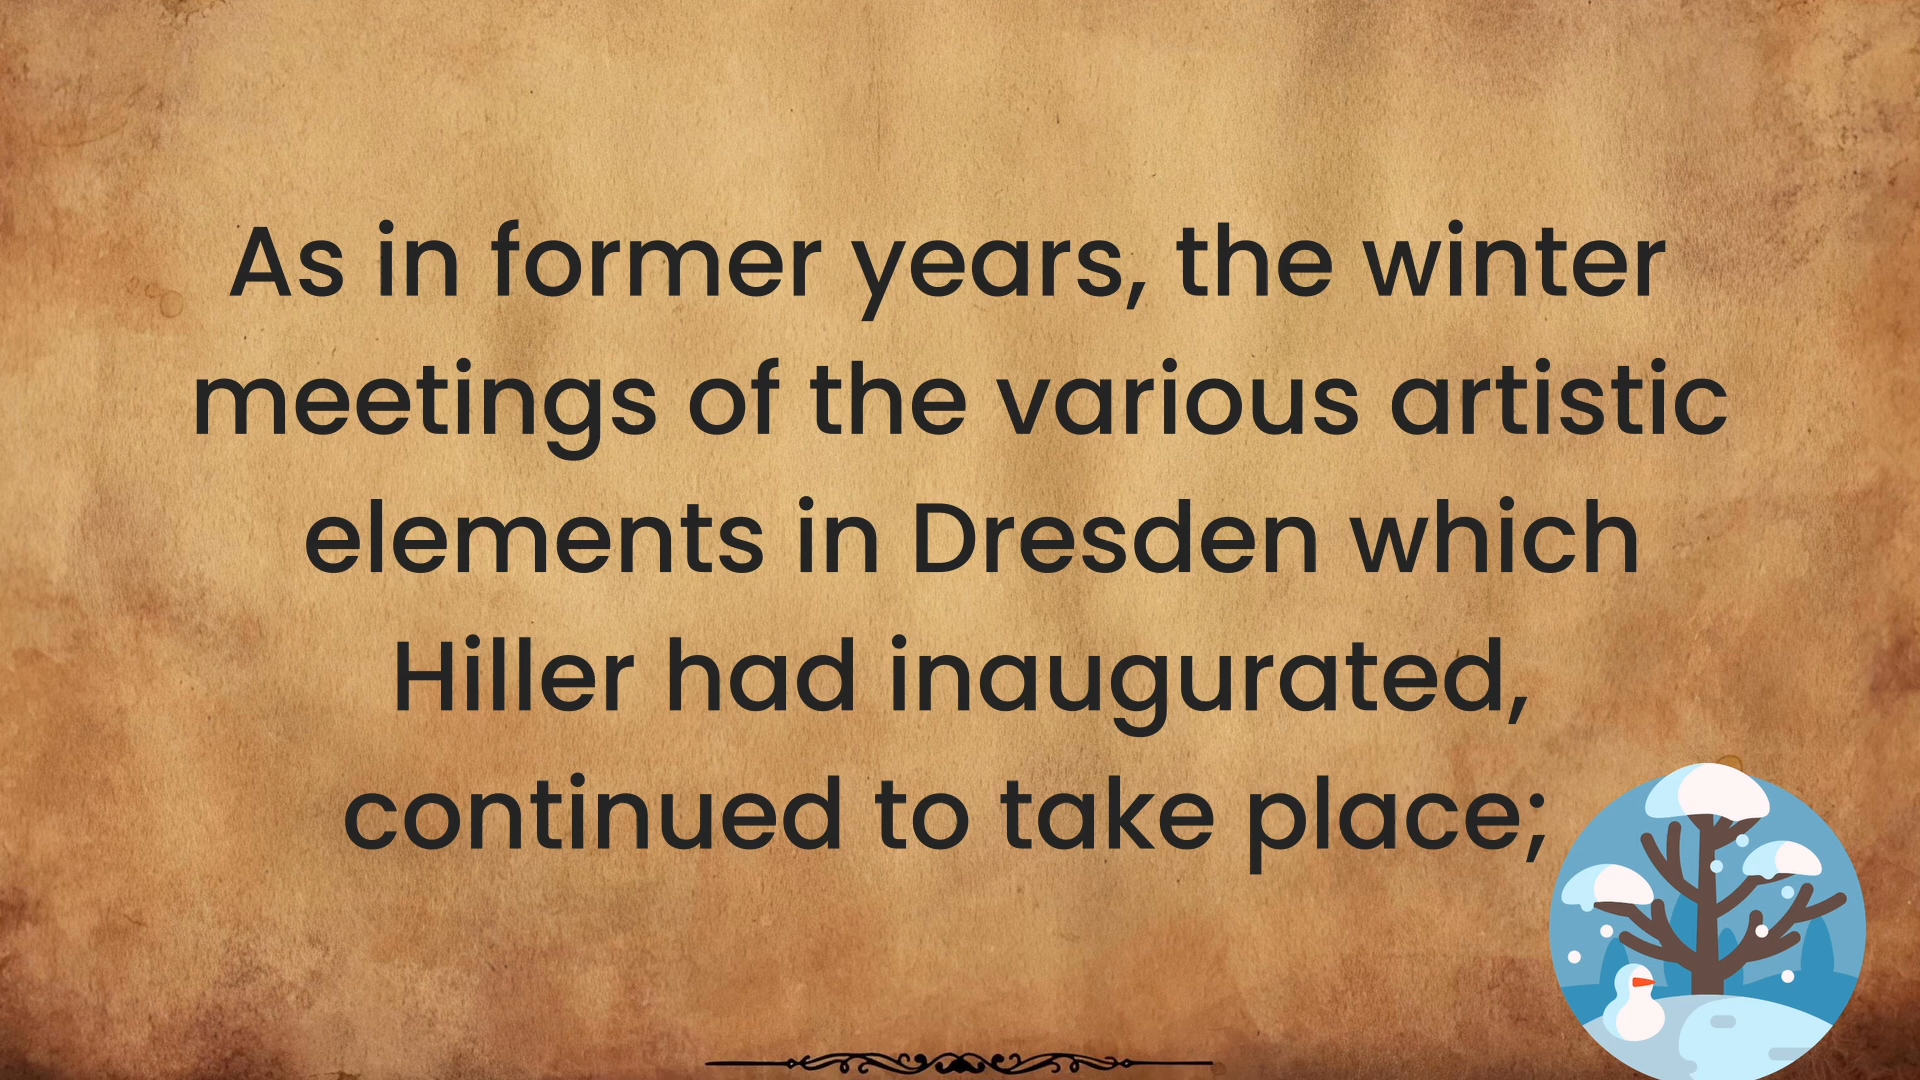 As in former years, the winter
meetings of the various artistic
elements in Dresden which
Hiller had inaugurated,
continued to take place;